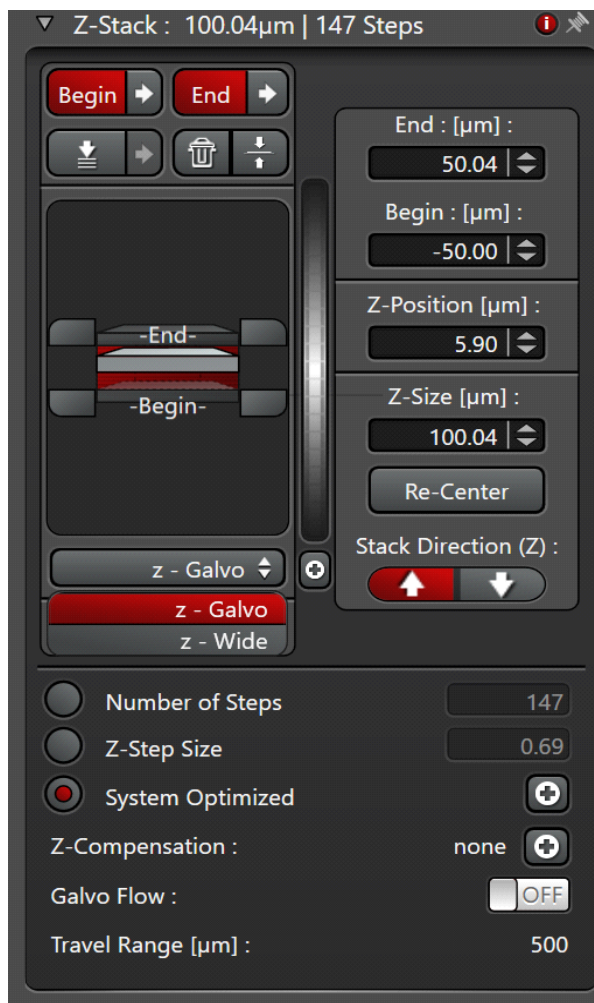 Z-Stack : 100.04µm | 147 Steps
Begin
End
End : [µm] :
50.04
Begin : [µm] :
-50.00
Z-Position [µm] :
5.90
-End-
-Begin-
Z-Size [µm] :
100.04
Re-Center
Stack Direction (Z) :
z - Galvo
z - Galvo
z - Wide
Number of Steps 147
Z-Step Size 0.69
System Optimized
Z-Compensation : none
Galvo Flow : OFF
Travel Range [µm] : 500